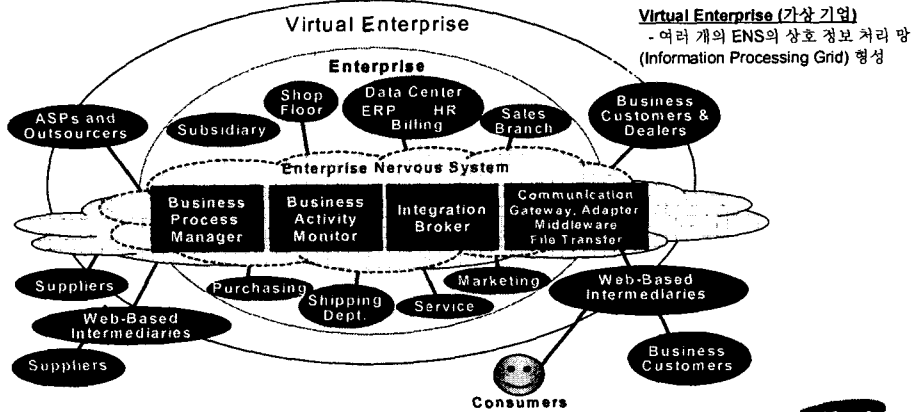 Virtual Enterprise
Virtual Enterprise (가상 기업)
- 여러 개의 ENS의 상호 정보 처리 망
(Information Processing Grid) 형성
Enterprise
ASPs and
Outsourcers
Subsidiary
Shop
Floor
Data Center
ERP HR
Billing
Sales
Branch
Business
Customers &
Dealers
Enterprise Nervous System
Business
Process
Manager
Business
Activity
Monitor
Integration
Broker
Communication
Gateway, Adapter
Middleware
File Transfer
Suppliers
Web-Based
Intermediaries
Suppliers
Purchasing
Shipping
Dept.
Service
Marketing
Web-Based
Intermediaries
Business
Customers
Consumers